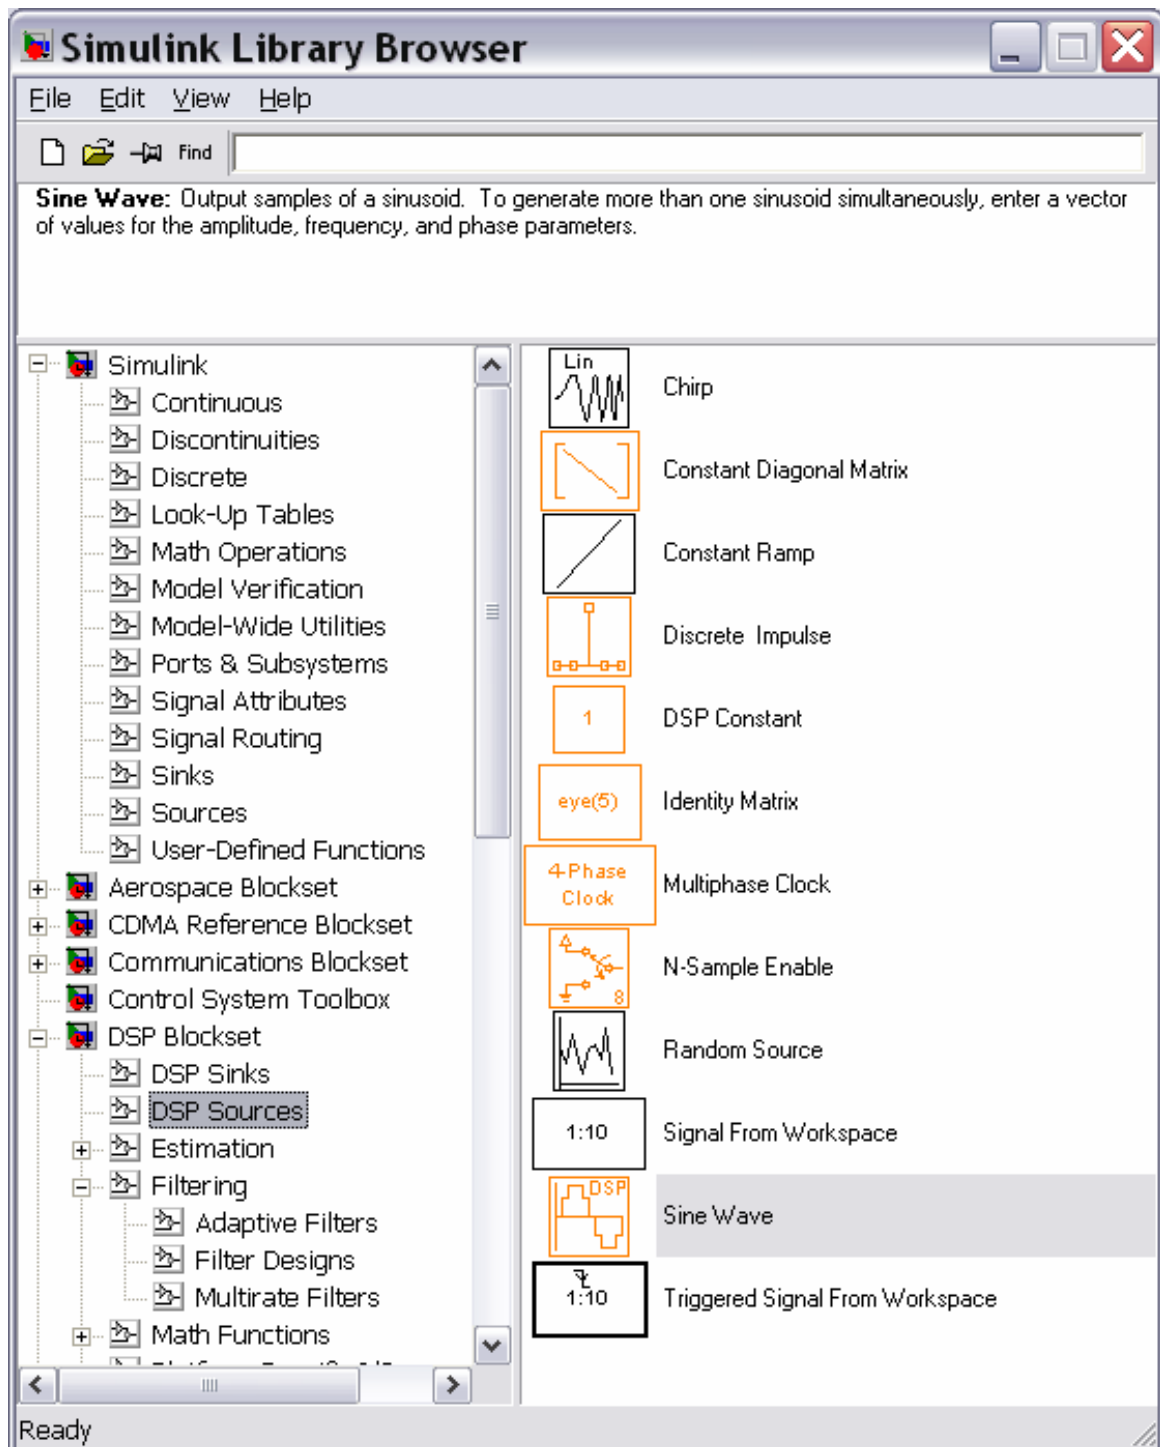 Simulink Library Browser
File Edit View Help
Find
Sine Wave: Output samples of a sinusoid. To generate more than one sinusoid simultaneously, enter a vector
of values for the amplitude, frequency, and phase parameters.
Simulink
Continuous
Discontinuities
Discrete
Look-Up Tables
Math Operations
Model Verification
Model-Wide Utilities
Ports & Subsystems
Signal Attributes
Signal Routing
Sinks
Sources
User-Defined Functions
Aerospace Blockset
CDMA Reference Blockset
Communications Blockset
Control System Toolbox
DSP Blockset
DSP Sinks
DSP Sources
Estimation
Filtering
Adaptive Filters
Filter Designs
Multirate Filters
Math Functions
Lin
Chirp
Constant Diagonal Matrix
Constant Ramp
Discrete Impulse
1
DSP Constant
eye(5)
Identity Matrix
4-Phase
Clock
Multiphase Clock
8
N-Sample Enable
Random Source
1:10
Signal From Workspace
DSP
Sine Wave
1:10
Triggered Signal From Workspace
Ready